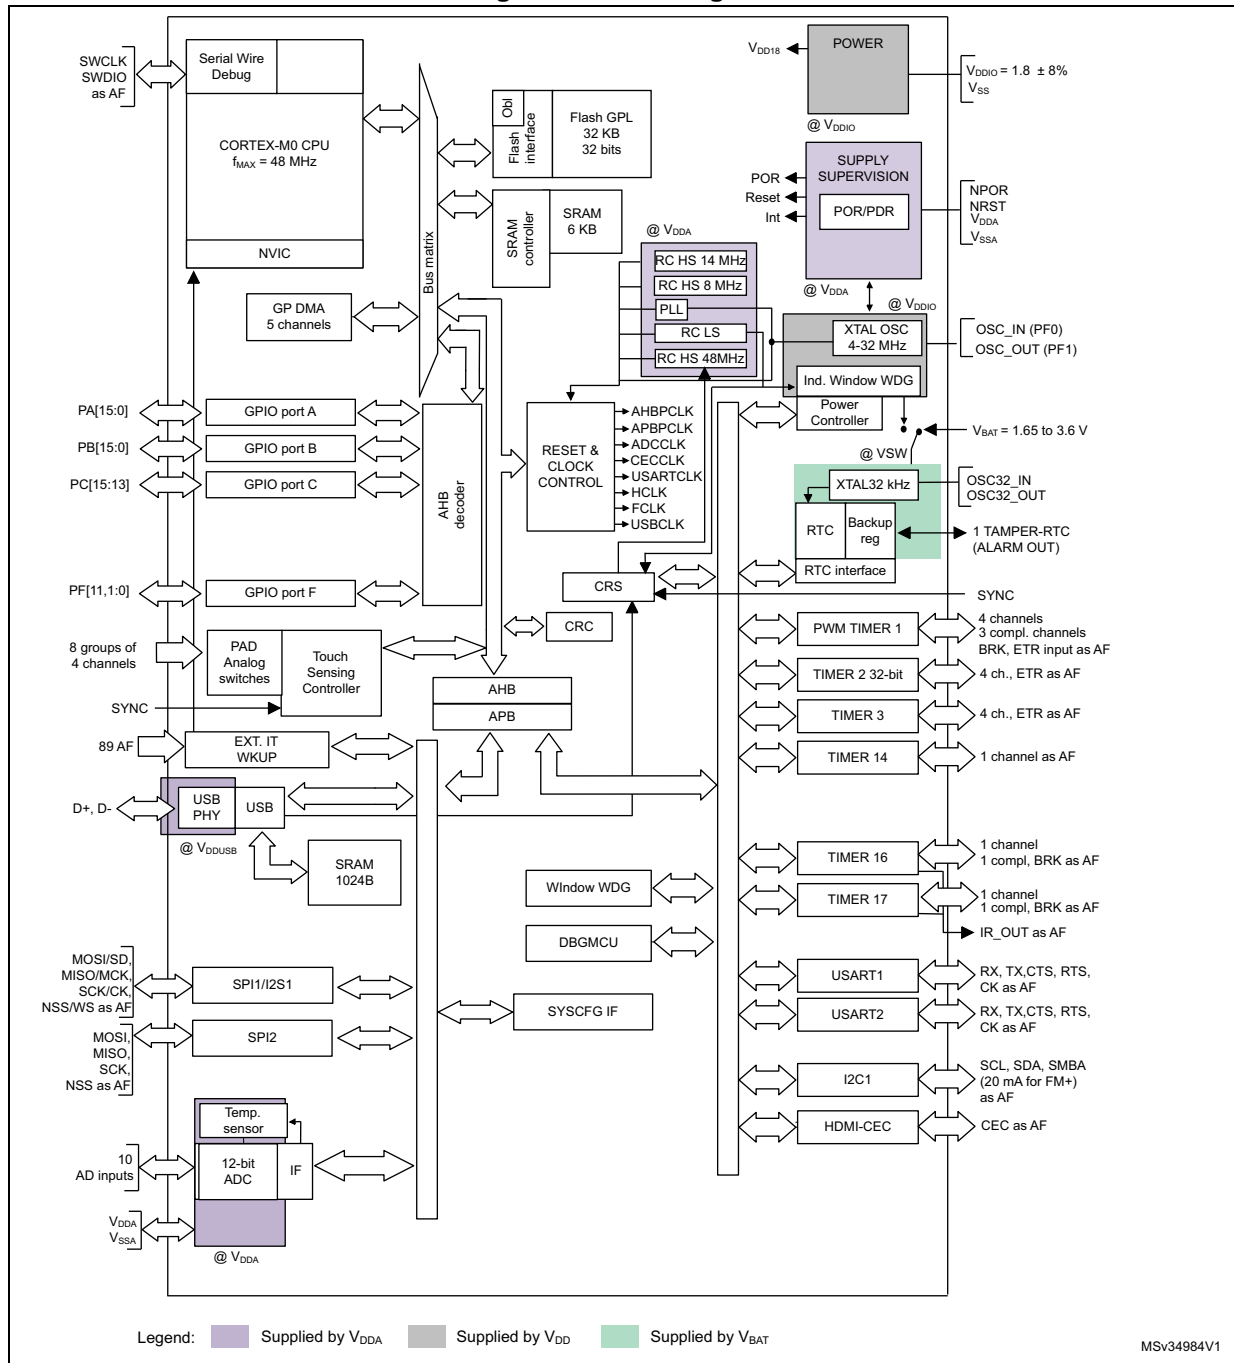 SWCLK
SWDIO
as AF
Serial Wire
Debug
CORTEX-M0 CPU
fMAX = 48 MHz
NVIC
GP DMA
5 channels
Bus matrix
Obl
Flash
interface
Flash GPL
32 KB
32 bits
SRAM
controller
SRAM
6 KB
VDD18
POWER
VDDIO = 1.8 ± 8%
VSS
@ VDDIO
SUPPLY
SUPERVISION
POR/PDR
POR
Reset
Int
NPOR
NRST
VDDA
VSSA
@ VDDA
@ VDDA
RC HS 14 MHz
RC HS 8 MHz
PLL
RC LS
RC HS 48MHz
@ VDDIO
XTAL OSC
4-32 MHz
Ind. Window WDG
Power
Controller
OSC_IN (PF0)
OSC_OUT (PF1)
VBAT = 1.65 to 3.6 V
@ VSW
XTAL32 kHz
OSC32_IN
OSC32_OUT
RTC
Backup
reg
RTC interface
1 TAMPER-RTC
(ALARM OUT)
PA[15:0]
GPIO port A
PB[15:0]
GPIO port B
PC[15:13]
GPIO port C
PF[11,1:0]
GPIO port F
AHB
decoder
RESET &
CLOCK
CONTROL
AHBPCLK
APBPCLK
ADCCLK
CECCLK
USARTCLK
HCLK
FCLK
USBCLK
CRS
SYNC
CRC
8 groups of
4 channels
PAD
Analog
switches
Touch
Sensing
Controller
SYNC
AHB
APB
89 AF
EXT. IT
WKUP
D+, D-
USB
PHY
USB
@ VDDUSB
SRAM
1024B
PWM TIMER 1
4 channels
3 compl. channels
BRK, ETR input as AF
TIMER 2 32-bit
4 ch., ETR as AF
TIMER 3
4 ch., ETR as AF
TIMER 14
1 channel as AF
TIMER 16
1 channel
1 compl, BRK as AF
TIMER 17
1 channel
1 compl, BRK as AF
IR_OUT as AF
WIndow WDG
DBGMCU
SYSCFG IF
MOSI/SD,
MISO/MCK,
SCK/CK,
NSS/WS as AF
SPI1/I2S1
MOSI,
MISO,
SCK,
NSS as AF
SPI2
USART1
RX, TX,CTS, RTS,
CK as AF
USART2
RX, TX,CTS, RTS,
CK as AF
I2C1
SCL, SDA, SMBA
(20 mA for FM+)
as AF
HDMI-CEC
CEC as AF
Temp.
sensor
10
AD inputs
12-bit
ADC
IF
VDDA
VSSA
@ VDDA
Legend:
Supplied by VDDA
Supplied by VDD
Supplied by VBAT
MSv34984V1